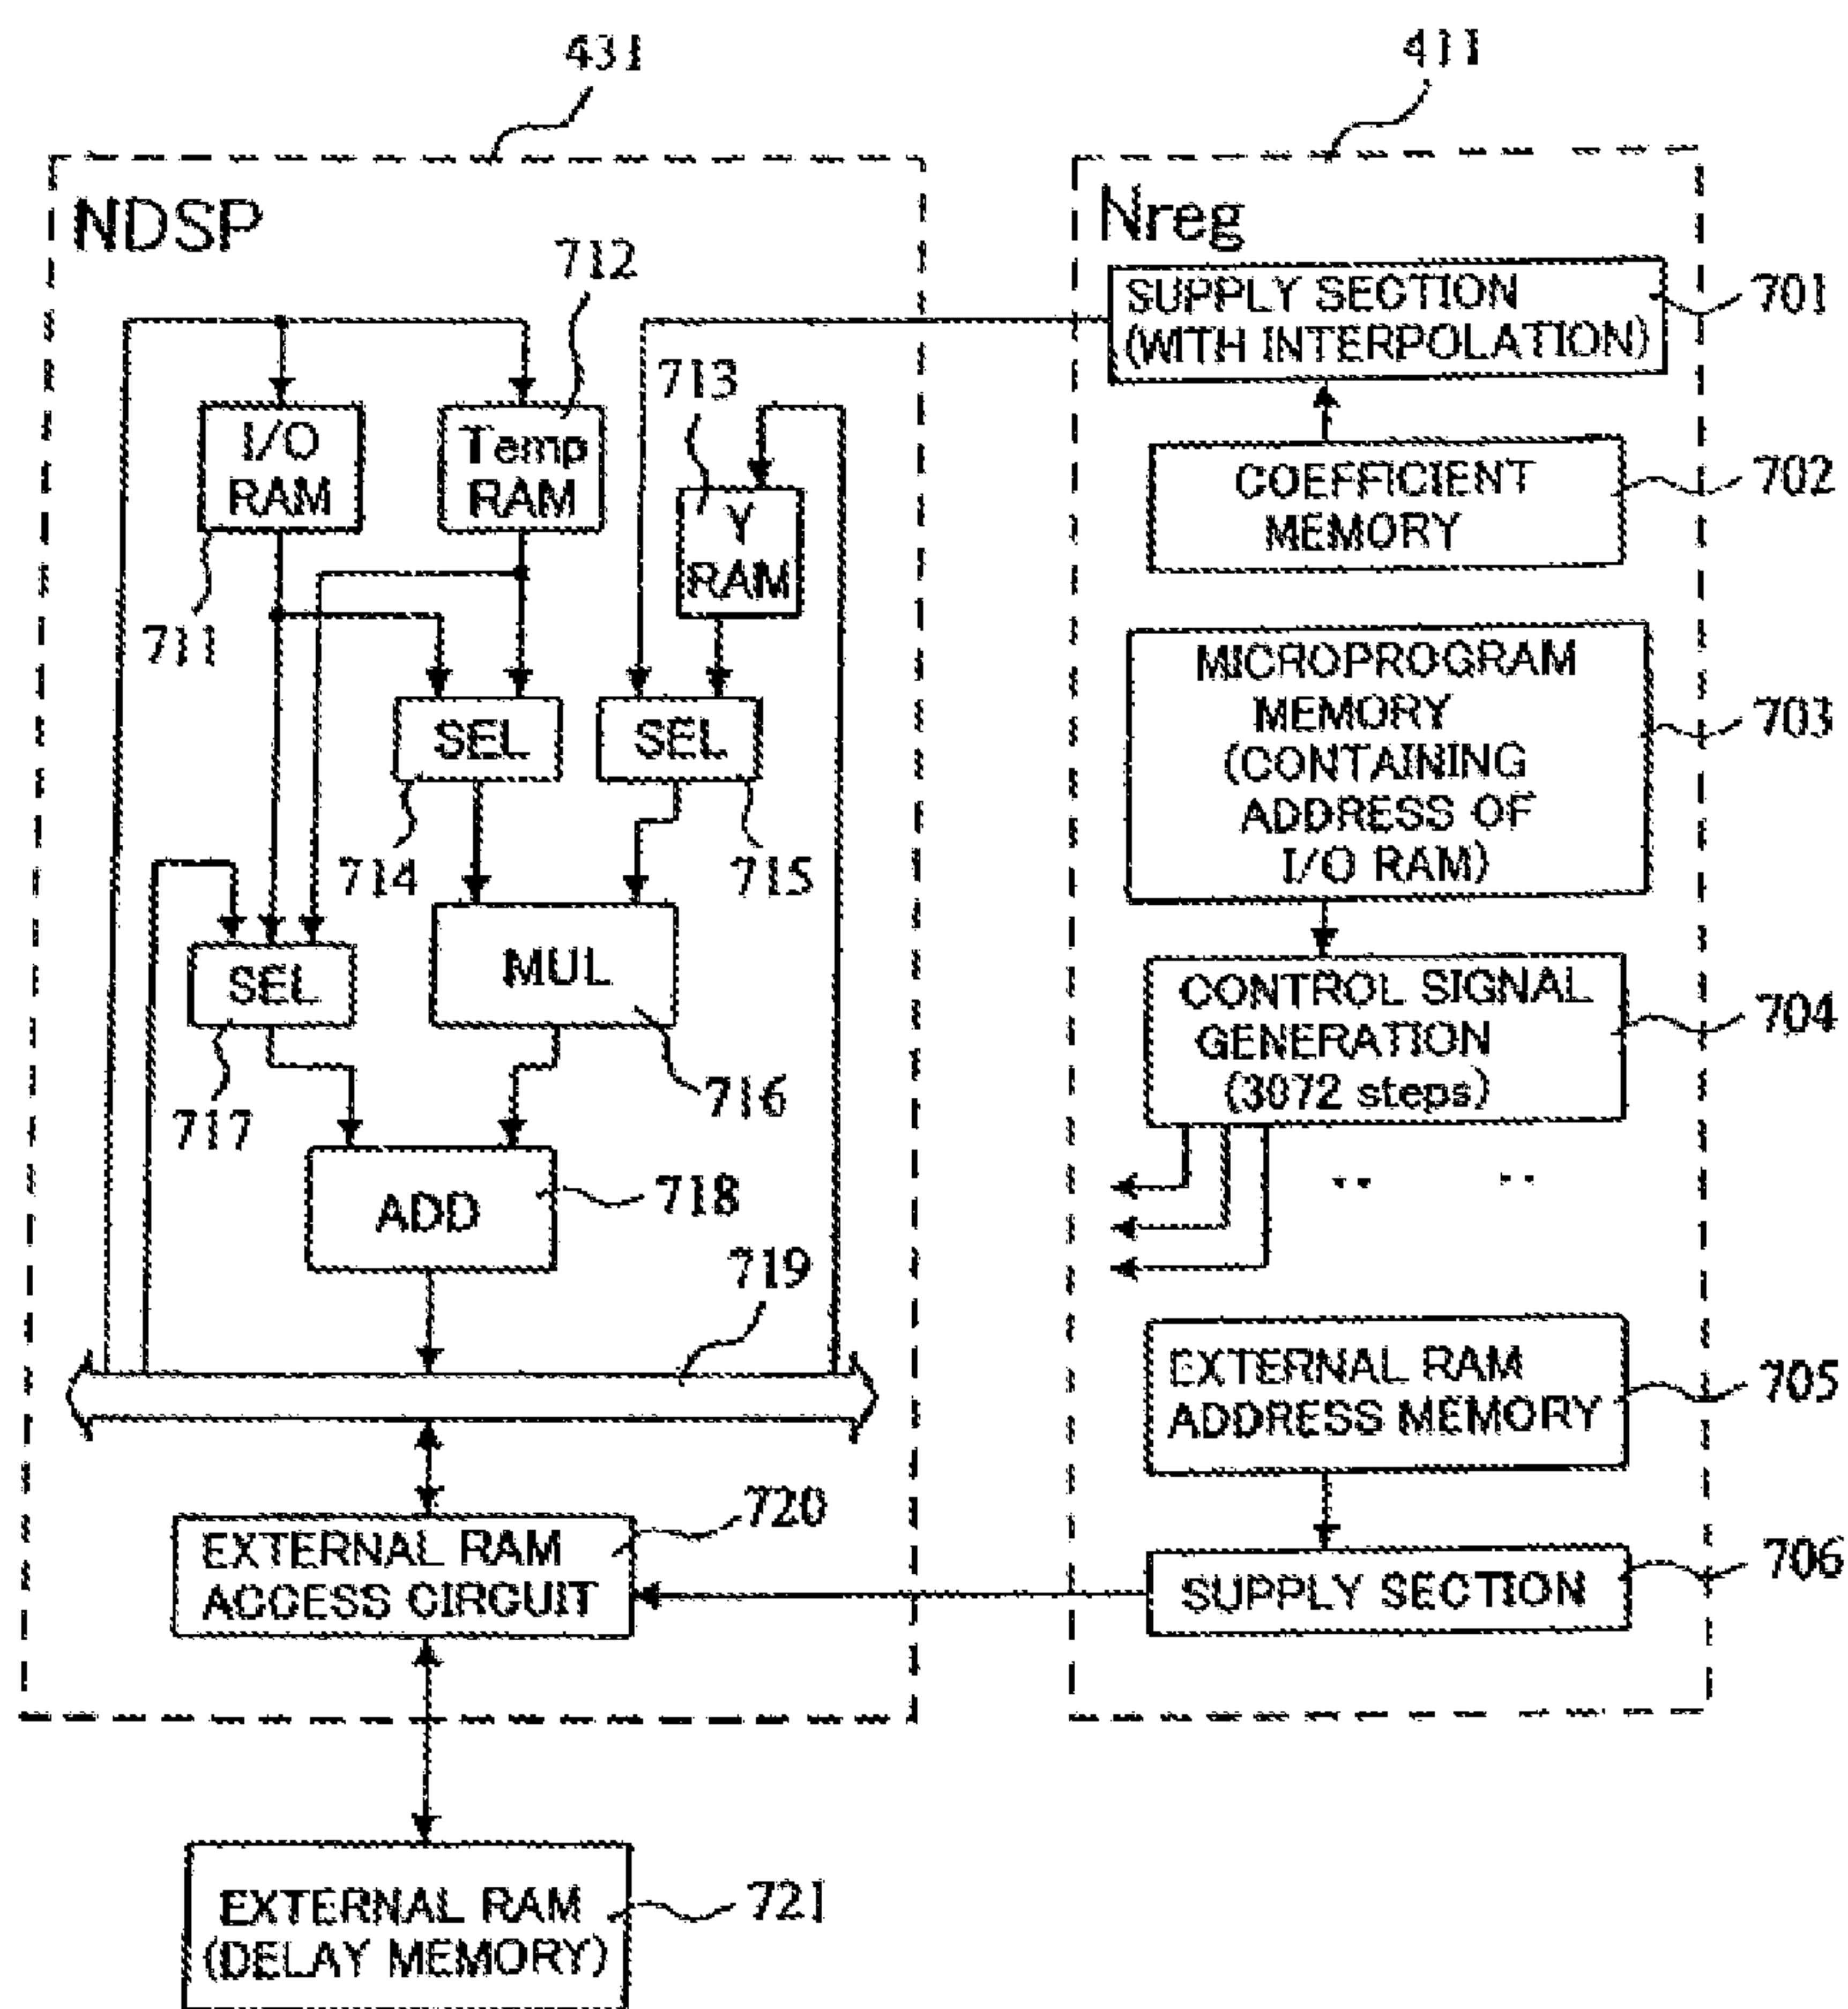 431
411
NDSP
Nreg
712
SUPPLY SECTION
(WITH INTERPOLATION)
701
713
I/O
RAM
Temp
RAM
COEFFICIENT
MEMORY
702
Y
RAM
711
MICROPROGRAM
MEMORY
(CONTAINING
ADDRESS OF
I/O RAM)
703
SEL
SEL
714
715
SEL
MUL
CONTROL SIGNAL
GENERATION
(3072 steps)
704
717
716
ADD
718
719
EXTERNAL RAM
ADDRESS MEMORY
705
720
EXTERNAL RAM
ACCESS CIRCUIT
SUPPLY SECTION
706
EXTERNAL RAM
(DELAY MEMORY)
721